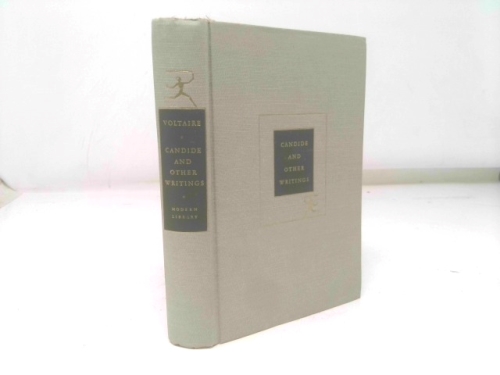 VOLTAIRE
CANDIDE
AND
OTHER
WRITINGS
MODERN
LIBRARY
CANDIDE
AND
OTHER
WRITINGS